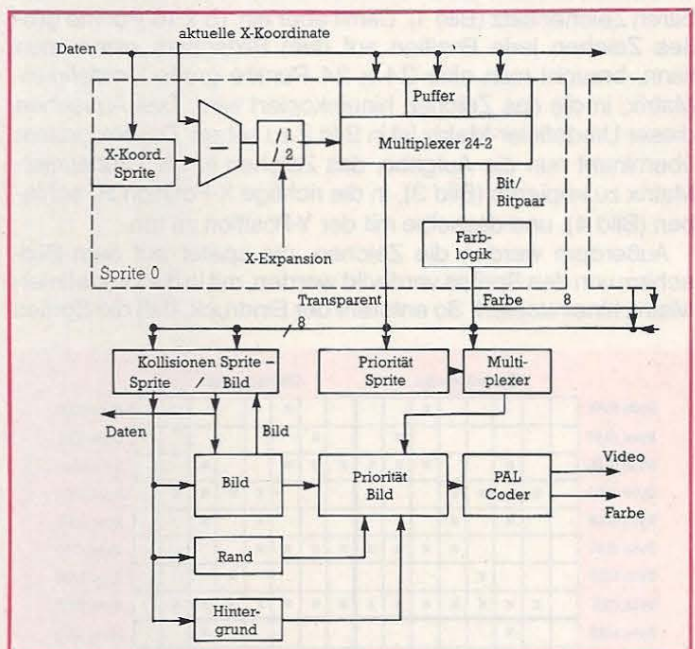 aktuelle X-Koordinate
Daten
Puffer
Multiplexer 24-2
X-Koord
Sprite
—
/ 1
/ 2
Bit/
Bitpaar
Farb-
logik
Sprite 0
X-Expansion
Transparent
Farbe
8
8
Kollisionen Sprite –
Sprite / Bild
Priorität
Sprite
Multi-
plexer
Daten
Bild
Bild
Priorität
Bild
PAL
Coder
Video
Farbe
Rand
Hinter-
grund